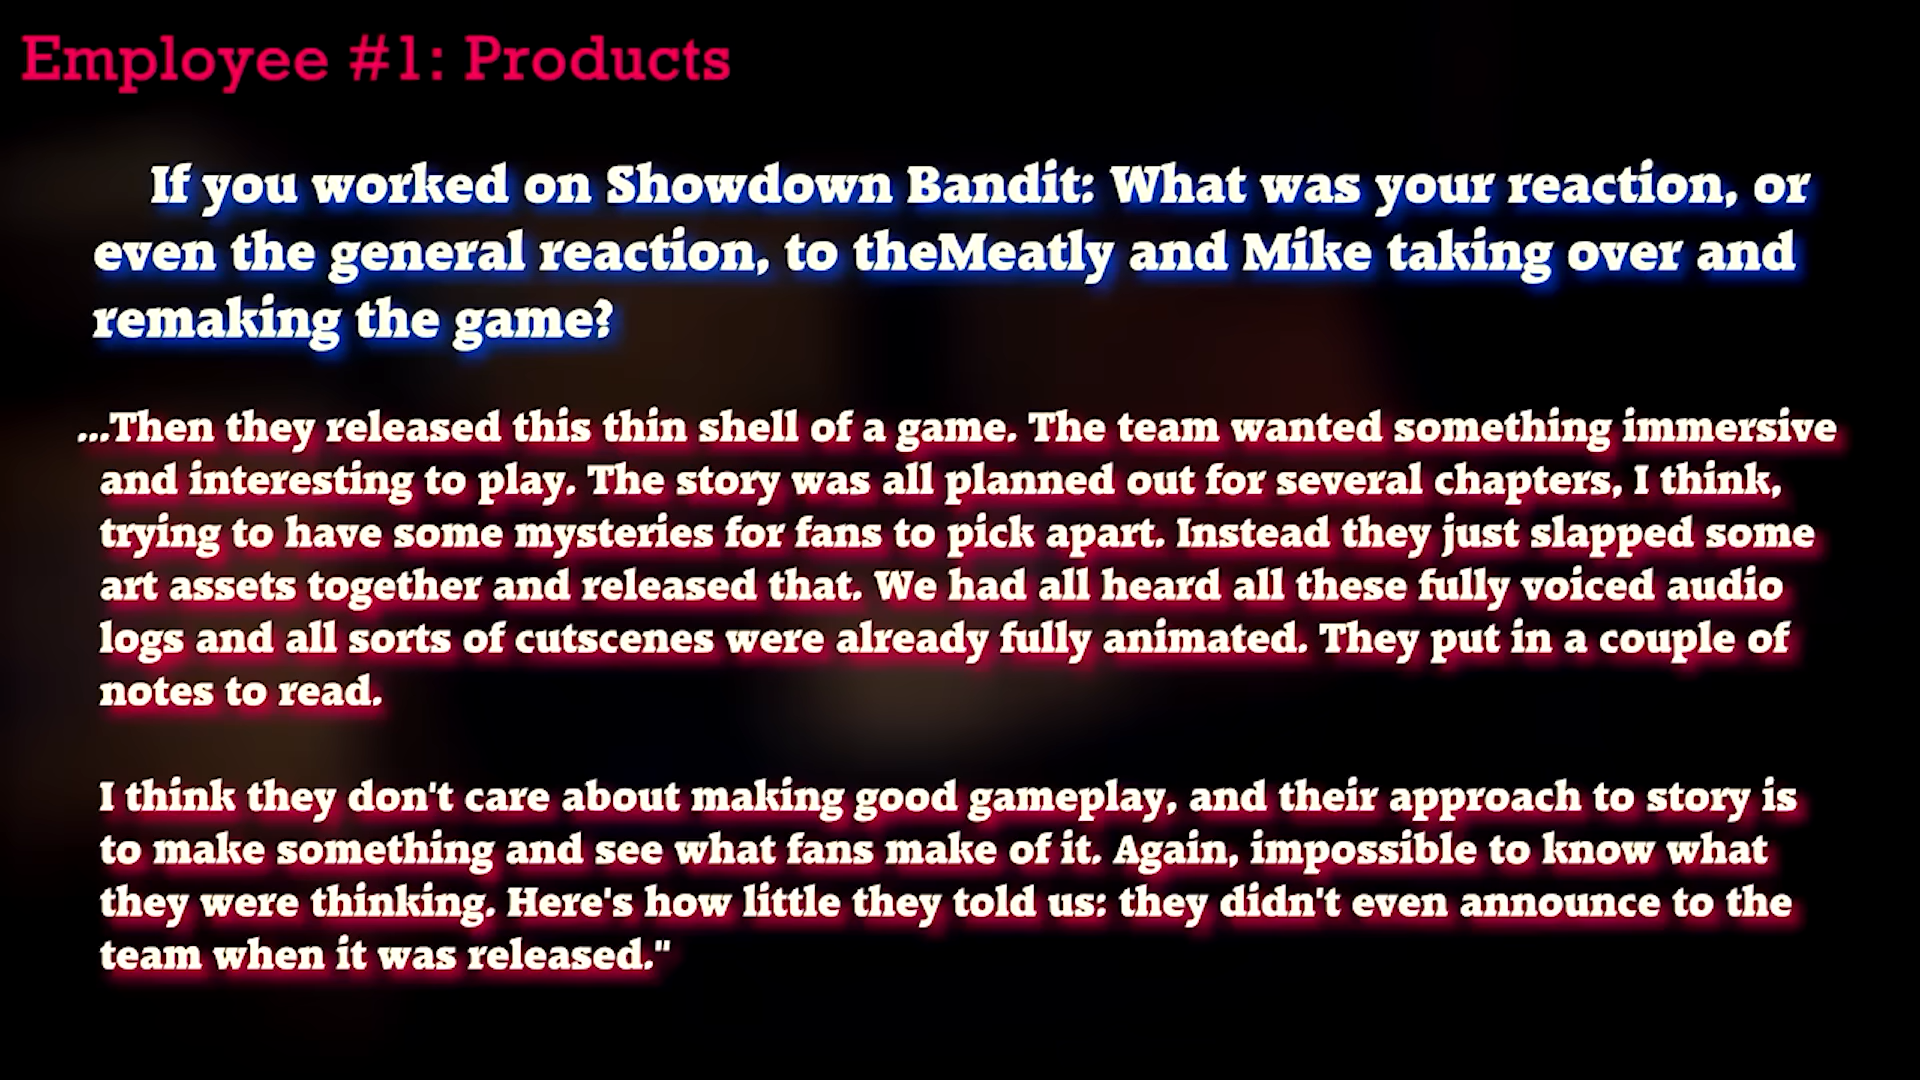 Employee #1: Products
If you worked on Showdown Bandit: What was your reaction, or
even the general reaction, to theMeatly and Mike taking over and
remaking the game?
...Then they released this thin shell of a game. The team wanted something immersive
and interesting to play. The story was all planned out for several chapters, I think,
trying to have some mysteries for fans to pick apart. Instead they just slapped some
art assets together and released that. We had all heard all these fully voiced audio
logs and all sorts of cutscenes were already fully animated. They put in a couple of
notes to read.
I think they don't care about making good gameplay, and their approach to story is
to make something and see what fans make of it. Again, impossible to know what
they were thinking. Here's how little they told us: they didn't even announce to the
team when it was released."